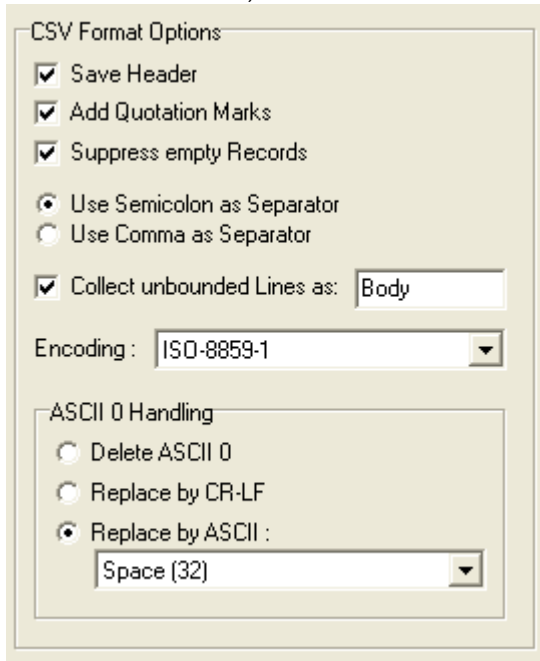 CSV Format Options
Save Header
Add Quotation Marks
Suppress empty Records
Use Semicolon as Separator
Use Comma as Separator
Collect unbounded Lines as: Body
Encoding : ISO-8859-1
ASCII 0 Handling
Delete ASCII 0
Replace by CR-LF
Replace by ASCII :
Space (32)